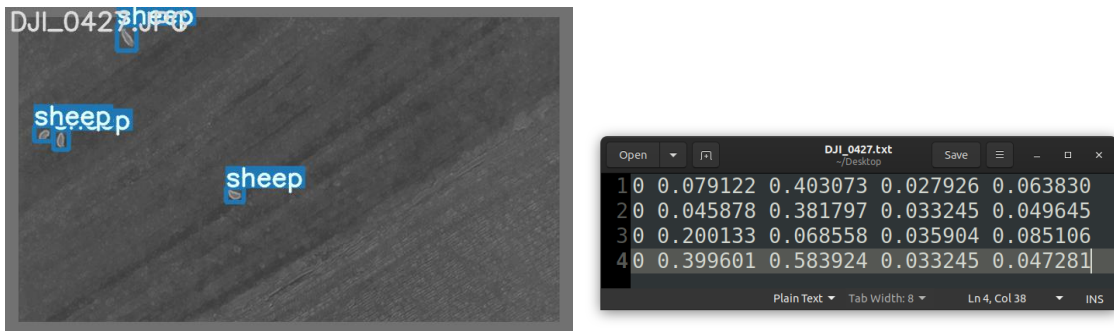 DJI_0427.JPG
sheep
sheep
sheep
sheep
Open
DJI_0427.txt
~/Desktop
Save
1 0 0.079122 0.403073 0.027926 0.063830
2 0 0.045878 0.381797 0.033245 0.049645
3 0 0.200133 0.068558 0.035904 0.085106
4 0 0.399601 0.583924 0.033245 0.047281
Plain Text Tab Width: 8 Ln 4, Col 38 INS